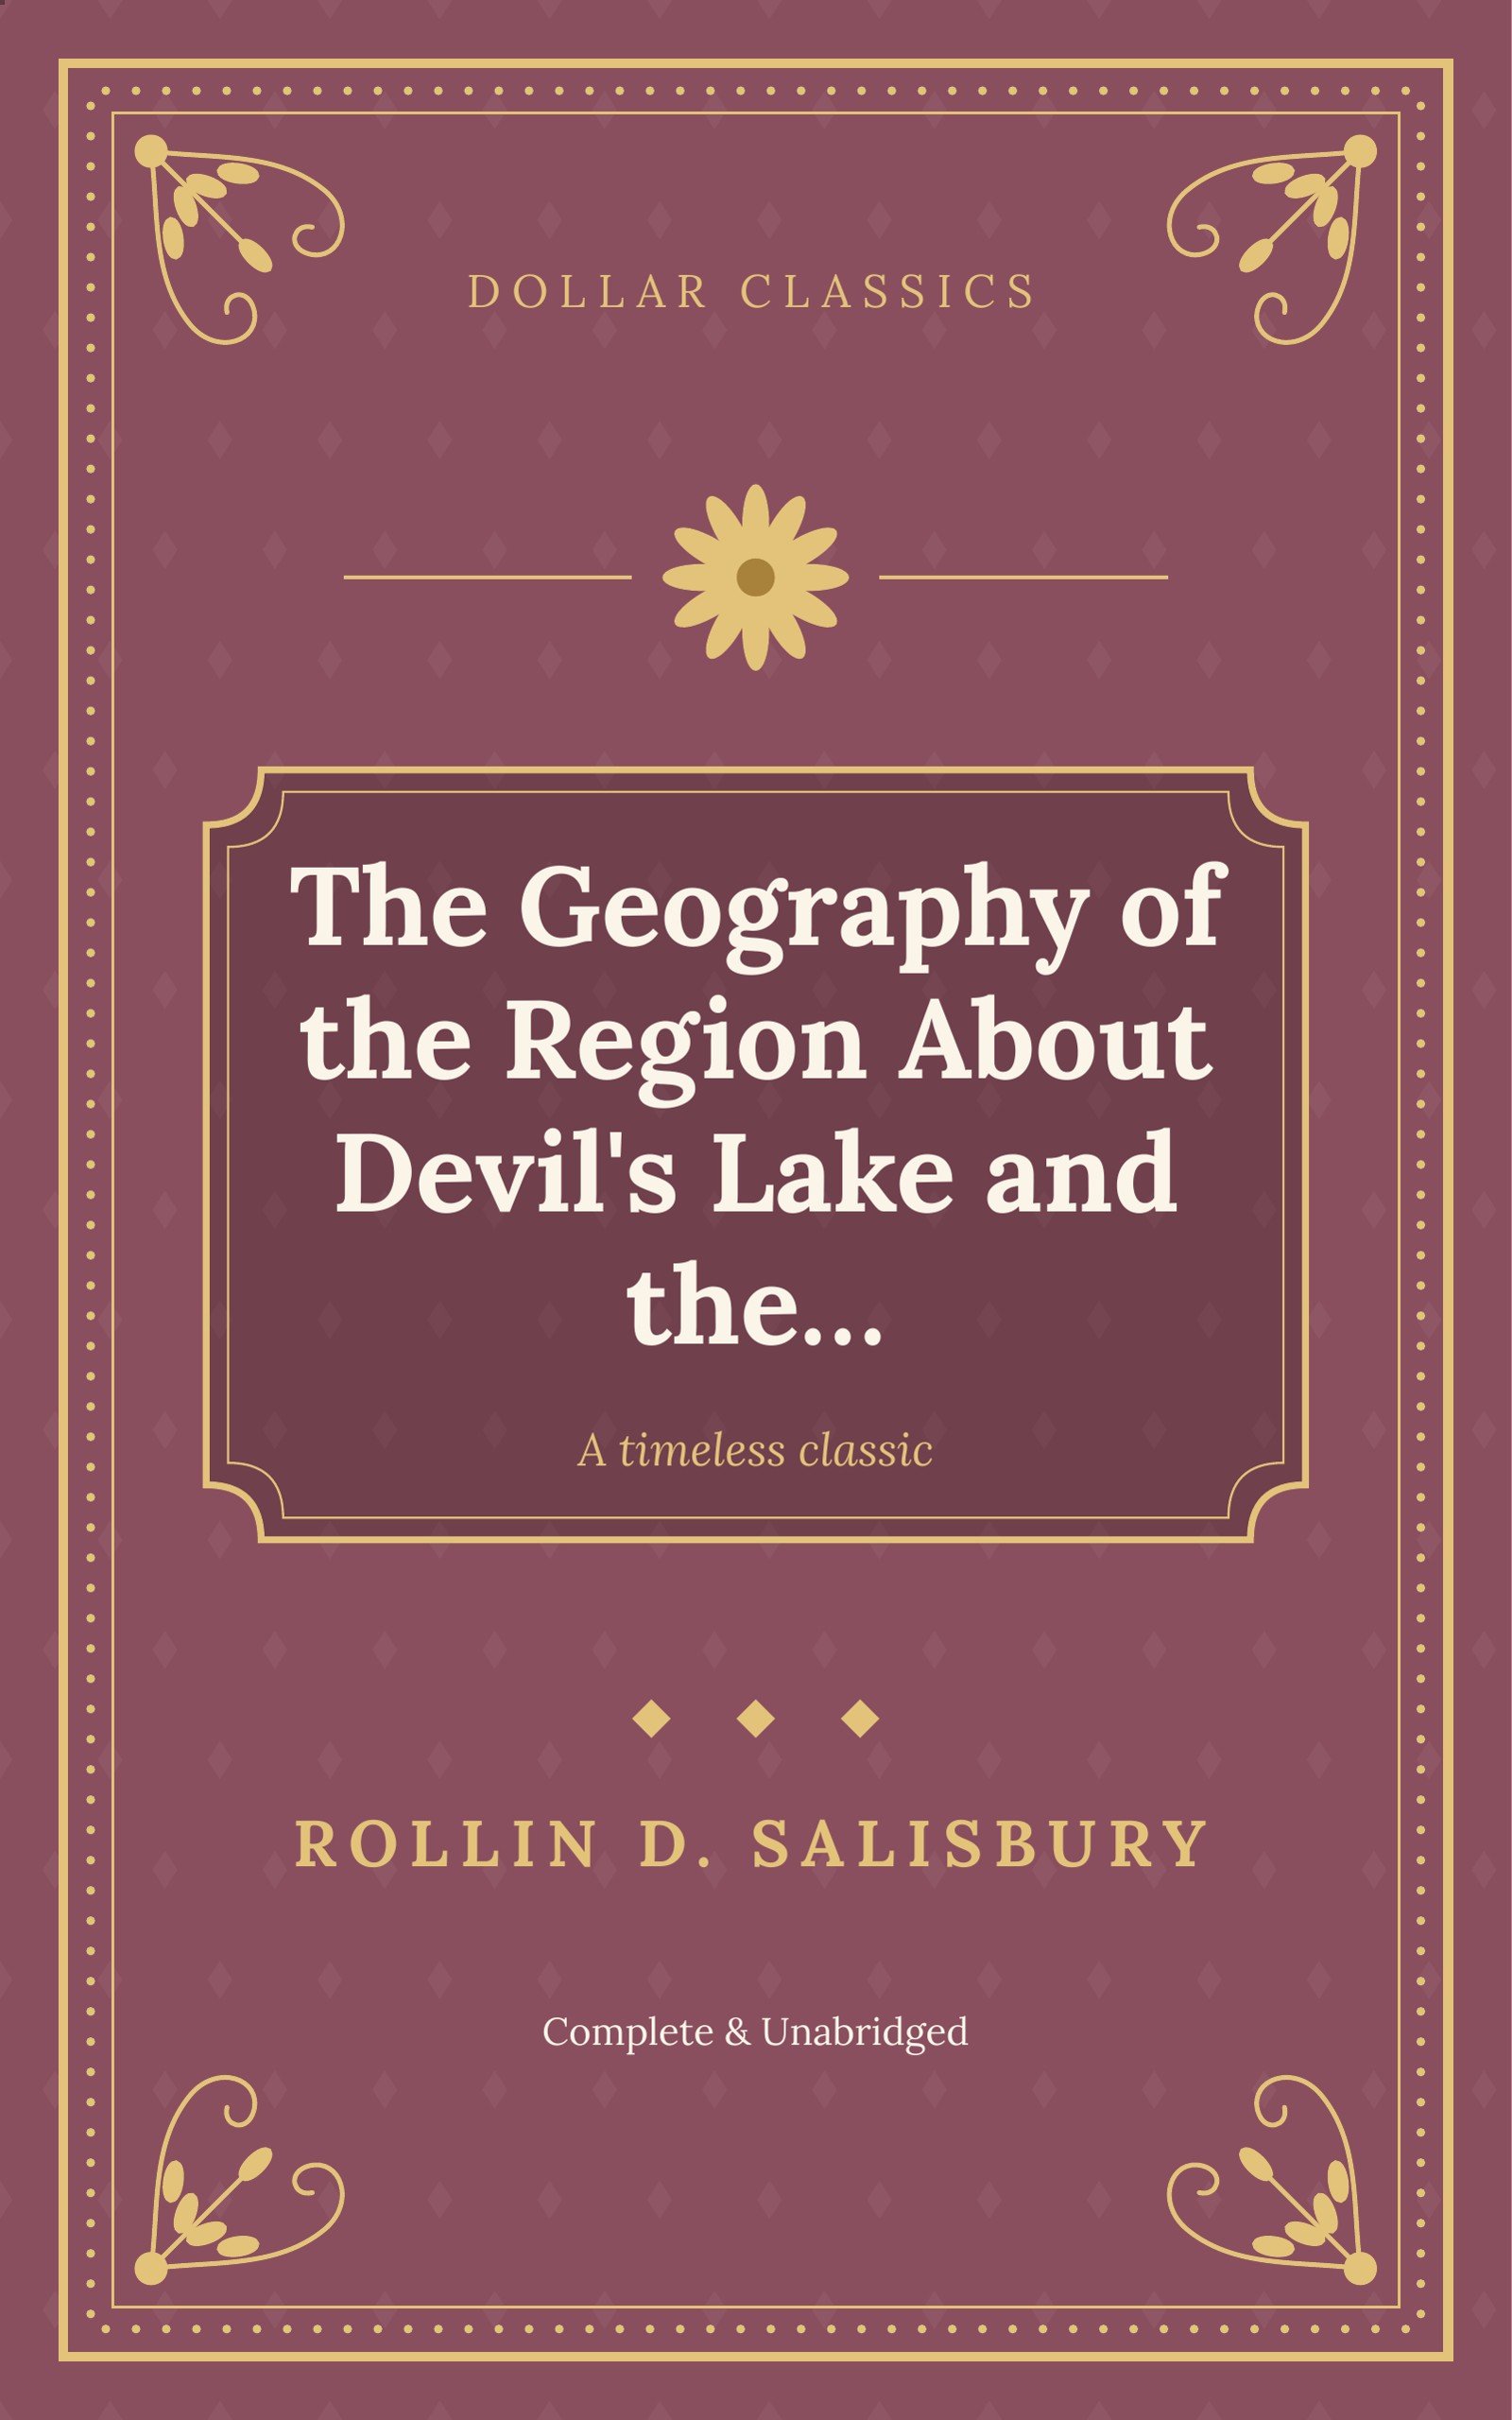 DOLLAR CLASSICS
The Geography of
the Region About
Devil's Lake and
the...
A timeless classic
ROLLIN D. SALISBURY
Complete & Unabridged